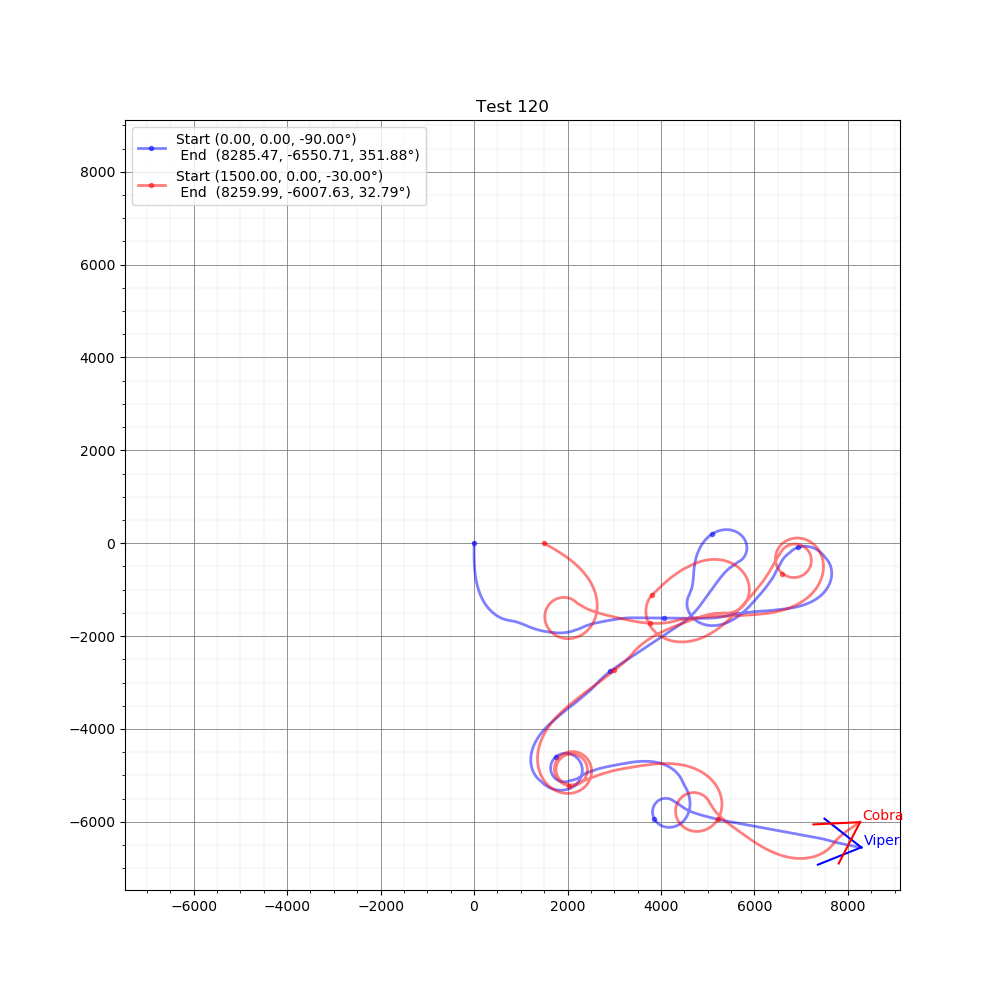 Test 120
Start (0.00, 0.00, -90.00°)
End  (8285.47, -6550.71, 351.88°)
Start (1500.00, 0.00, -30.00°)
End  (8259.99, -6007.63, 32.79°)
8000
6000
4000
2000
0
−2000
−4000
−6000
Cobra
Viper
−6000 −4000 −2000 0 2000 4000 6000 8000